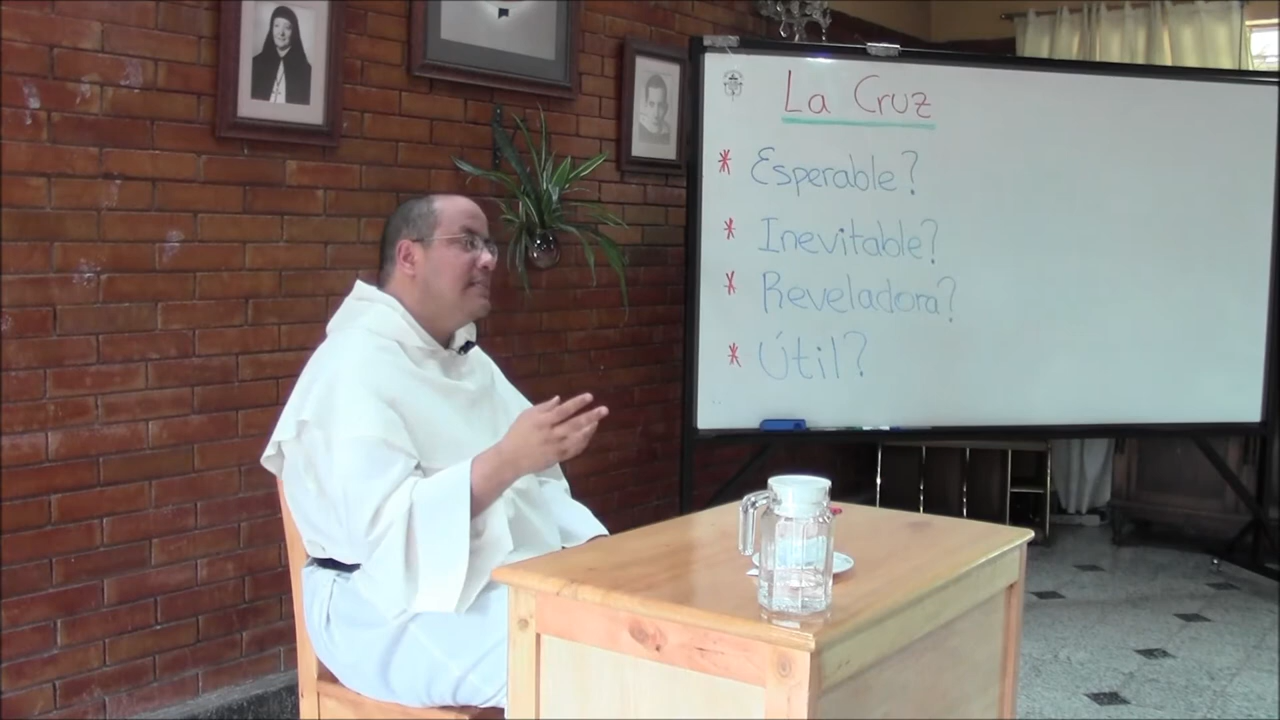 La Cruz
* Esperable?
* Inevitable?
* Reveladora?
* Útil?